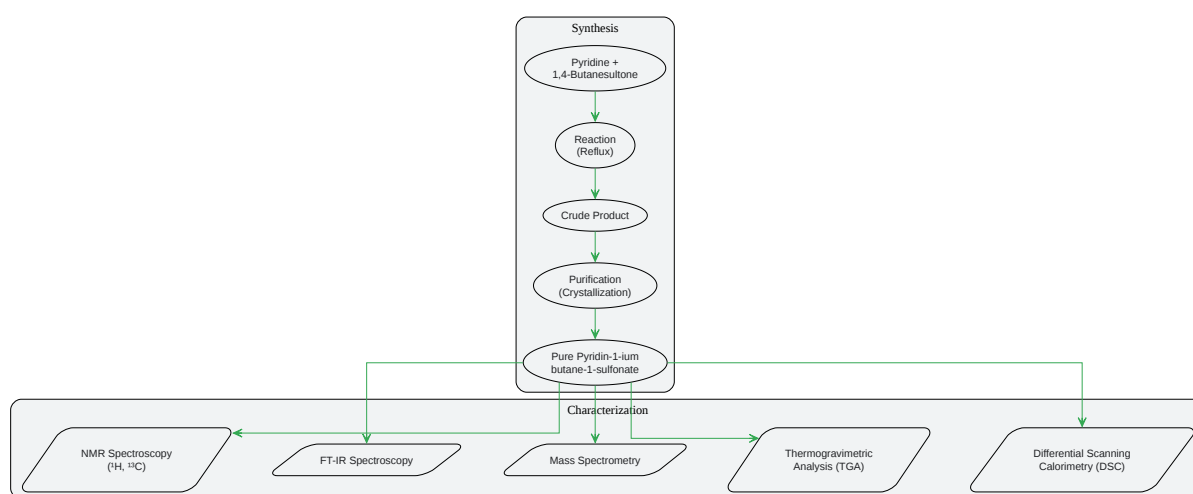 Synthesis
Pyridine +
1,4-Butanesultone
Reaction
(Reflux)
Crude Product
Purification
(Crystallization)
Pure Pyridin-1-ium
butane-1-sulfonate
Characterization
NMR Spectroscopy
(¹H, ¹³C)
FT-IR Spectroscopy
Mass Spectrometry
Thermogravimetric
Analysis (TGA)
Differential Scanning
Calorimetry (DSC)